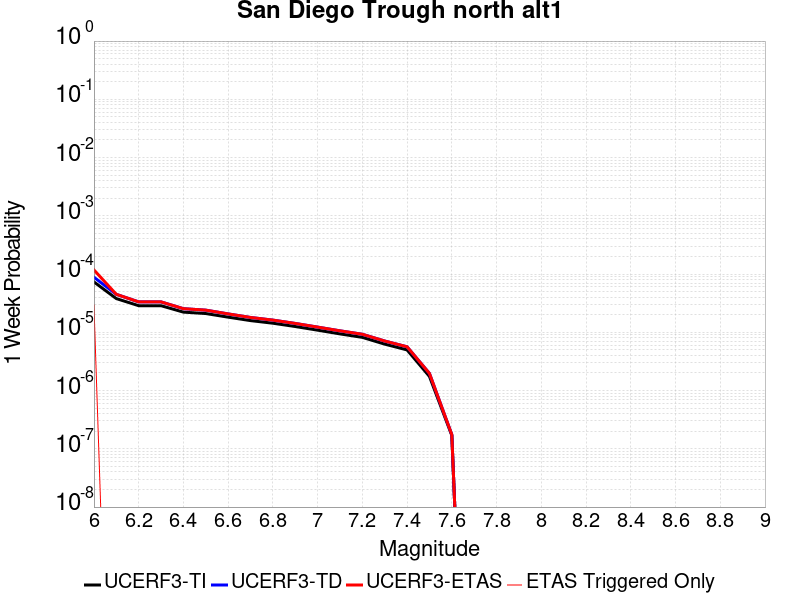 San Diego Trough north alt1
1 Week Probability
10^0
10^-1
10^-2
10^-3
10^-4
10^-5
10^-6
10^-7
10^-8
6 6.2 6.4 6.6 6.8 7 7.2 7.4 7.6 7.8 8 8.2 8.4 8.6 8.8 9
Magnitude
UCERF3-TI UCERF3-TD UCERF3-ETAS ETAS Triggered Only